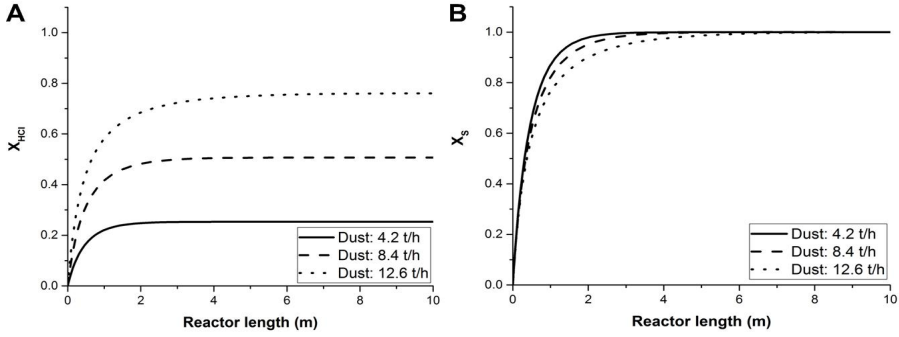 A
1.0
0.8
0.6
0.4
0.2
0.0
X_HCl
0 2 4 6 8 10
Reactor length (m)
Dust: 4.2 t/h
Dust: 8.4 t/h
Dust: 12.6 t/h
B
1.0
0.8
0.6
0.4
0.2
0.0
X_S
0 2 4 6 8 10
Reactor length (m)
Dust: 4.2 t/h
Dust: 8.4 t/h
Dust: 12.6 t/h